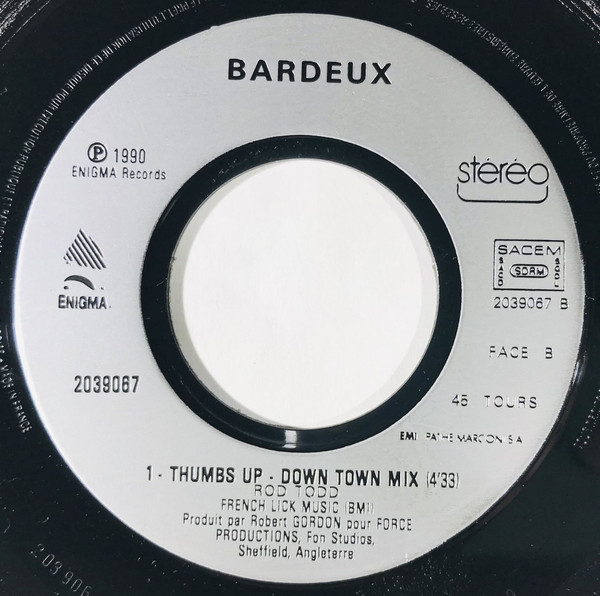 BARDEUX
℗ 1990
ENIGMA Records
stéréo
SACEM
SACD
SDRM
SGDL
2039067 B
ENIGMA.
FACE B
2039067
45 TOURS
EMI PATHE MARCONI S A
1 - THUMBS UP - DOWN TOWN MIX (4'33)
ROD TODD
FRENCH LICK MUSIC (BMI)
Produit par Robert GORDON pour FORCE
PRODUCTIONS, Fon Studios,
Sheffield, Angleterre